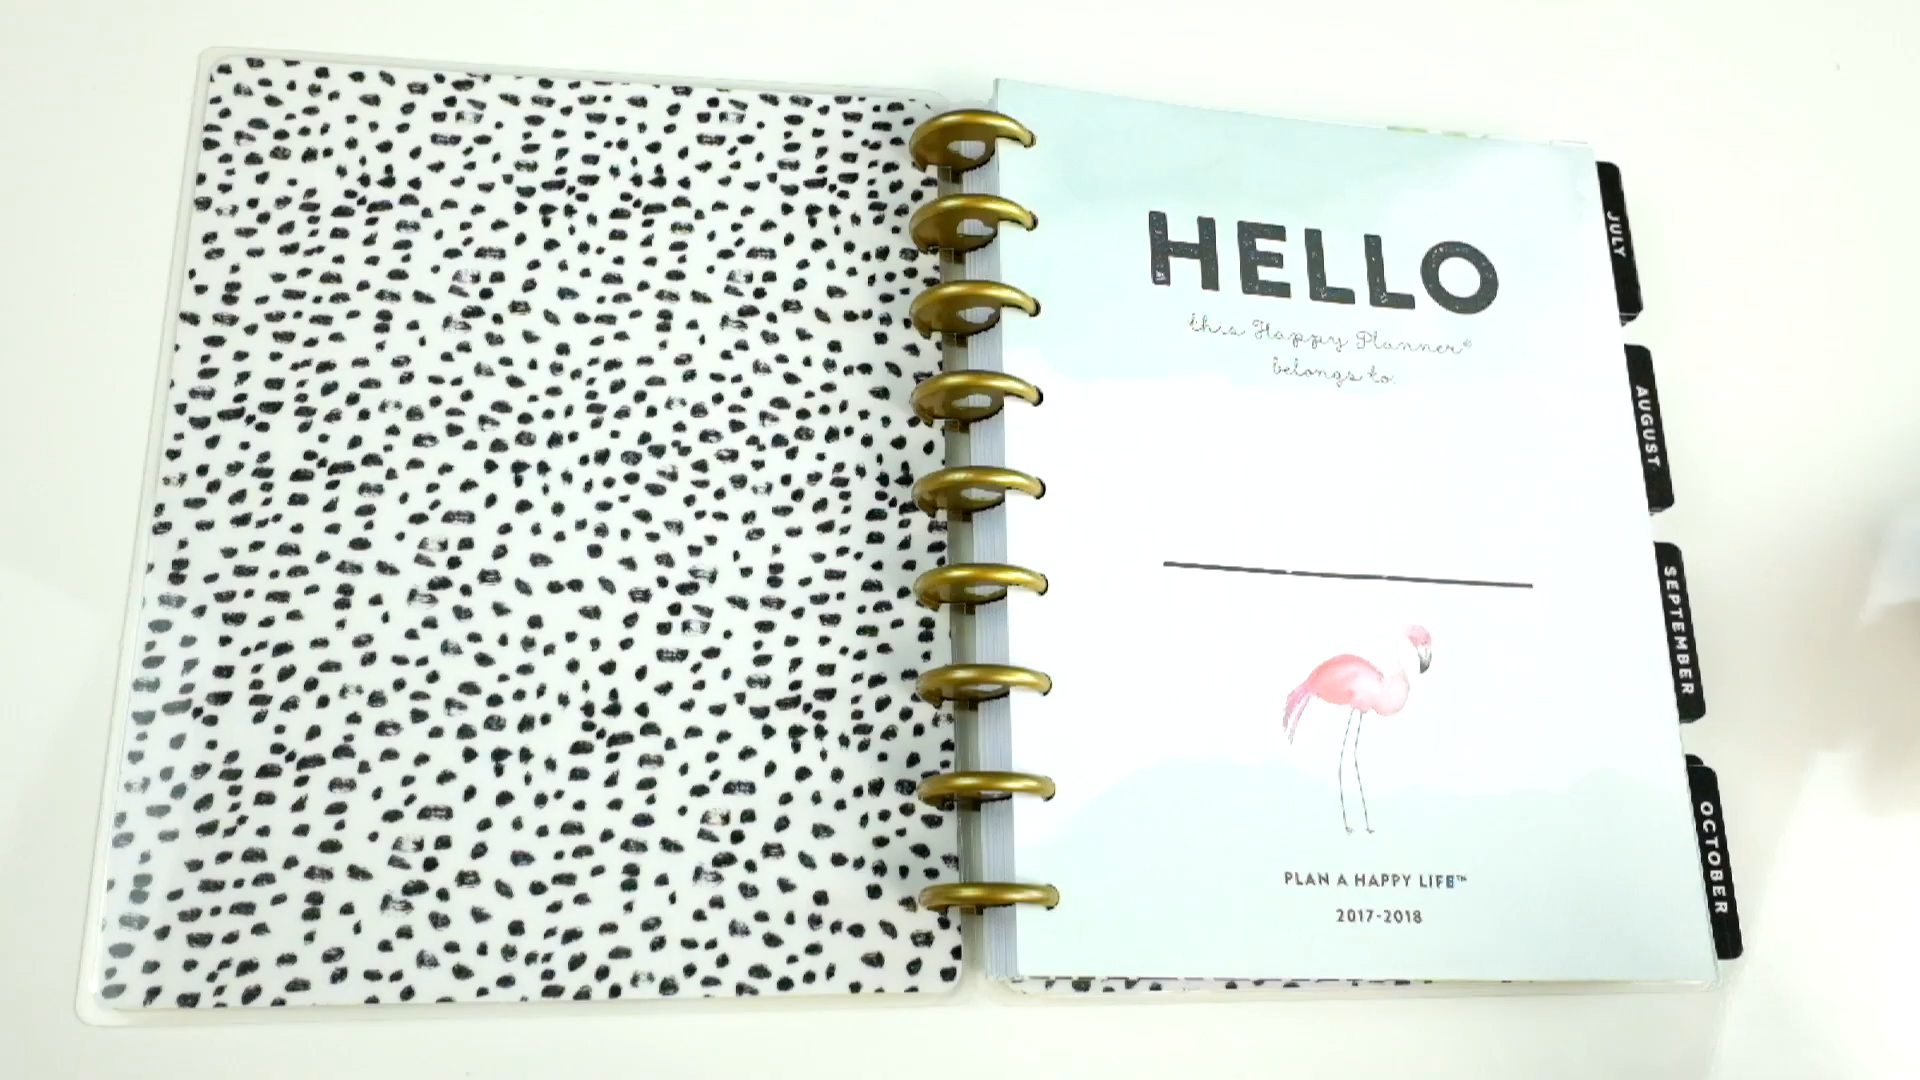 HELLO
this Happy Planner®
belongs to:
PLAN A HAPPY LIFE™
2017-2018
JULY
AUGUST
SEPTEMBER
OCTOBER